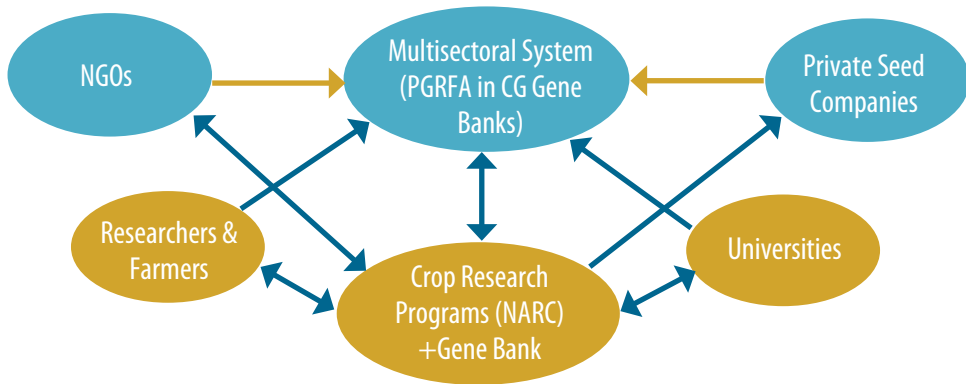 NGOs
Multisectoral System
(PGRFA in CG Gene
Banks)
Private Seed
Companies
Researchers &
Farmers
Crop Research
Programs (NARC)
+Gene Bank
Universities